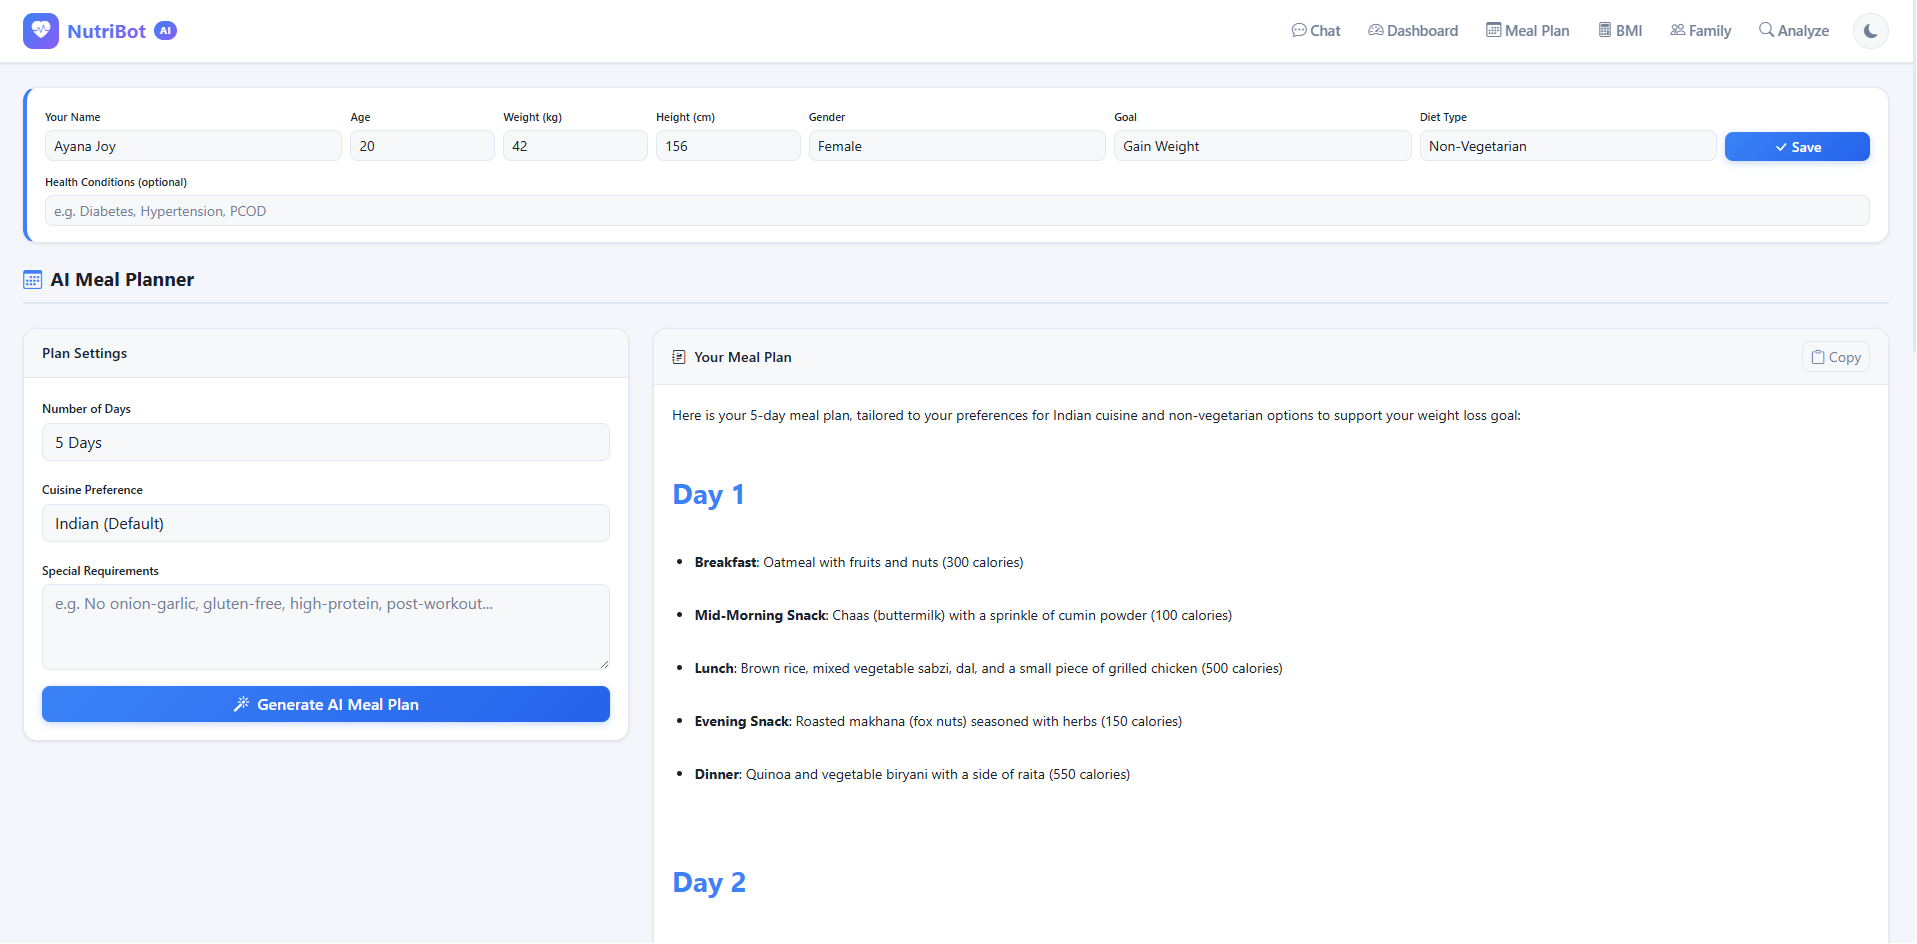 NutriBot AI
Chat Dashboard Meal Plan BMI Family Analyze
Your Name Age Weight (kg) Height (cm) Gender Goal Diet Type
Ayana Joy 20 42 156 Female Gain Weight Non-Vegetarian Save
Health Conditions (optional)
e.g. Diabetes, Hypertension, PCOD
AI Meal Planner
Plan Settings
Number of Days
5 Days
Cuisine Preference
Indian (Default)
Special Requirements
e.g. No onion-garlic, gluten-free, high-protein, post-workout...
Generate AI Meal Plan
Your Meal Plan Copy
Here is your 5-day meal plan, tailored to your preferences for Indian cuisine and non-vegetarian options to support your weight loss goal:
Day 1
• Breakfast: Oatmeal with fruits and nuts (300 calories)
• Mid-Morning Snack: Chaas (buttermilk) with a sprinkle of cumin powder (100 calories)
• Lunch: Brown rice, mixed vegetable sabzi, dal, and a small piece of grilled chicken (500 calories)
• Evening Snack: Roasted makhana (fox nuts) seasoned with herbs (150 calories)
• Dinner: Quinoa and vegetable biryani with a side of raita (550 calories)
Day 2